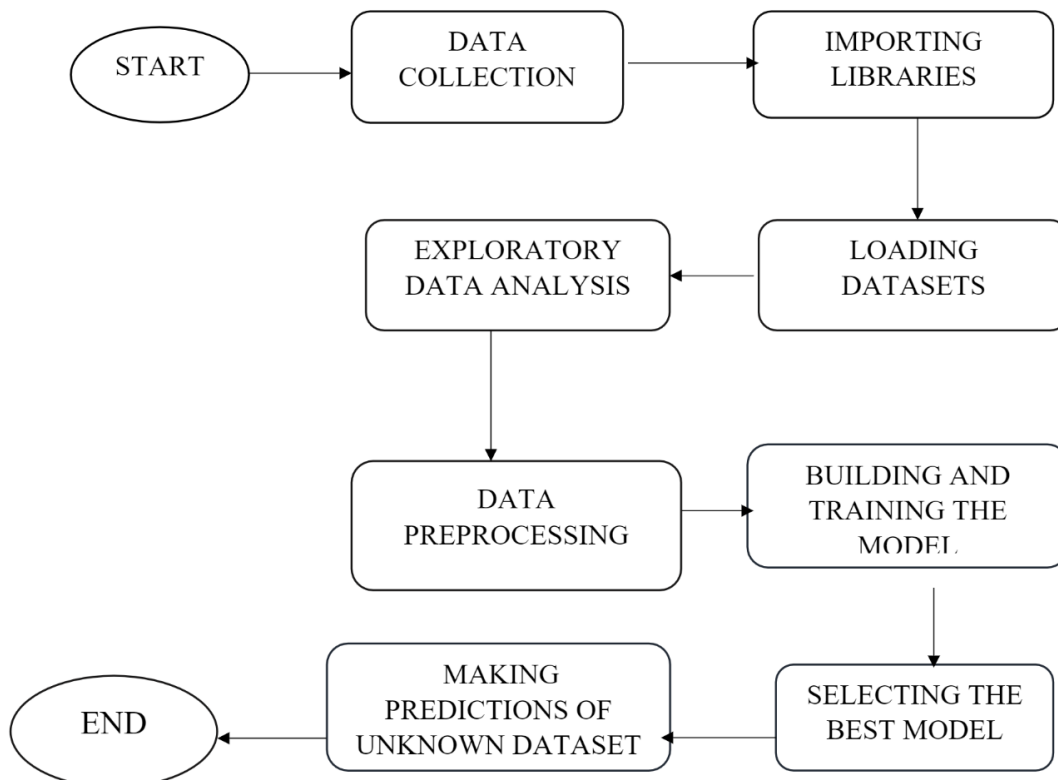 START
DATA
COLLECTION
IMPORTING
LIBRARIES
LOADING
DATASETS
EXPLORATORY
DATA ANALYSIS
DATA
PREPROCESSING
BUILDING AND
TRAINING THE
MODEL
SELECTING THE
BEST MODEL
MAKING
PREDICTIONS OF
UNKNOWN DATASET
END